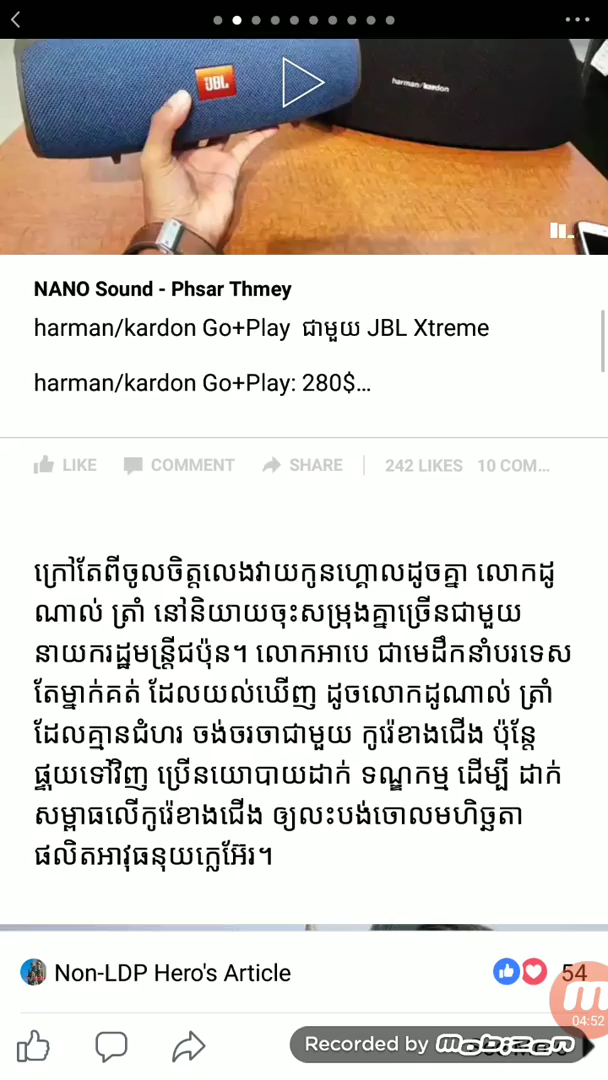 JBL
harman/kardon
NANO Sound - Phsar Thmey
harman/kardon Go+Play ជាមួយ JBL Xtreme
harman/kardon Go+Play: 280$...
LIKE COMMENT SHARE 242 LIKES 10 COM...
ក្រៅតែពីចូលចិត្តលេងវាយកូនហ្គោលដូចគ្នា លោកដូ
ណាល់ ត្រាំ នៅនិយាយចុះសម្រុងគ្នាច្រើនជាមួយ
នាយករដ្ឋមន្ត្រីជប៉ុន។ លោកអាបេ ជាមេដឹកនាំបរទេស
តែម្នាក់គត់ ដែលយល់ឃើញ ដូចលោកដូណាល់ ត្រាំ
ដែលគ្មានជំហរ ចង់ចរចាជាមួយ កូរ៉េខាងជើង ប៉ុន្តែ
ផ្ទុយទៅវិញ ប្រើនយោបាយដាក់ ទណ្ឌកម្ម ដើម្បី ដាក់
សម្ពាធលើកូរ៉េខាងជើង ឲ្យលះបង់ចោលមហិច្ឆតា
ផលិតអាវុធនុយក្លេអ៊ែរ។
Non-LDP Hero's Article 54
04:52
Recorded by mobizen